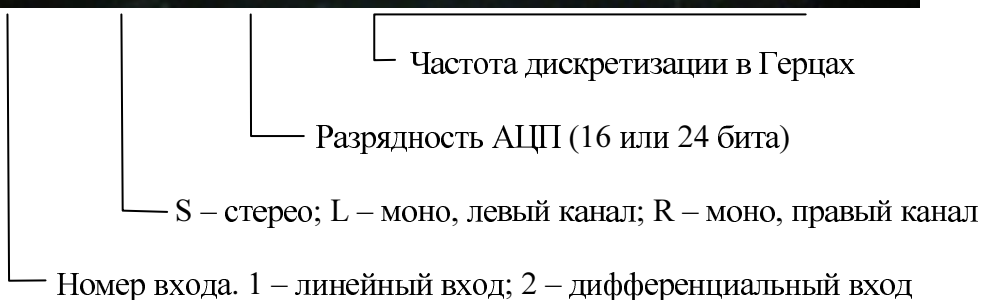 Частота дискретизации в Герцах
Разрядность АЦП (16 или 24 бита)
S – стерео; L – моно, левый канал; R – моно, правый канал
Номер входа. 1 – линейный вход; 2 – дифференциальный вход